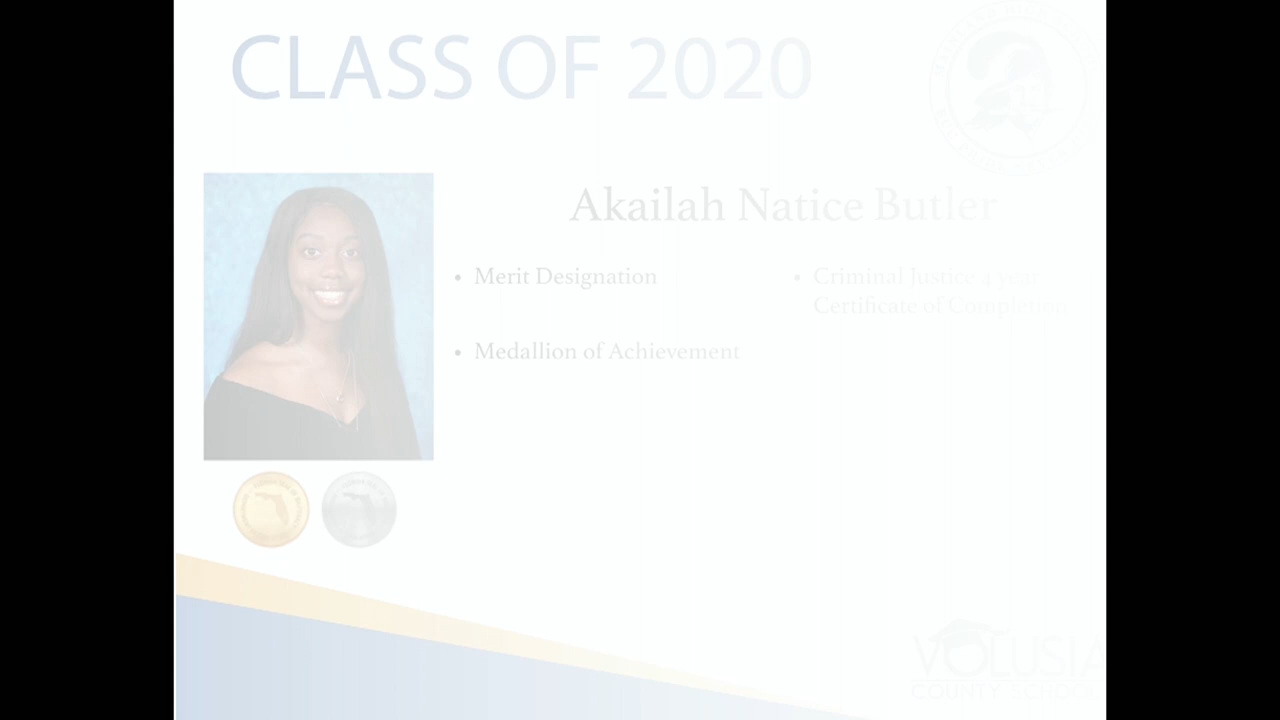 CLASS OF 2020
Akailah Natice Butler
• Merit Designation
• Medallion of Achievement
• Criminal Justice 4 year
Certificate of Completion
VOLUSIA
COUNTY SCHOOL